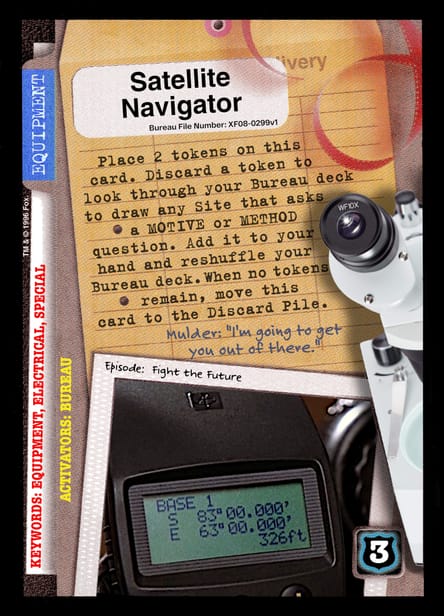 ivery
Satellite
Navigator
Bureau File Number: XF08-0299v1
EQUIPMENT
TM & © 1996 Fox.
KEYWORDS: EQUIPMENT, ELECTRICAL, SPECIAL
ACTIVATORS: BUREAU
Place 2 tokens on this
card. Discard a token to
look through your Bureau deck
to draw any Site that asks
a MOTIVE or METHOD
question. Add it to your
hand and reshuffle your
Bureau deck. When no tokens
remain, move this
card to the Discard Pile.
Mulder: "I'm going to get
you out of there."
WF10X
Episode: Fight the Future
BASE 1
S 83°00.000'
E 63°00.000'
326ft
3